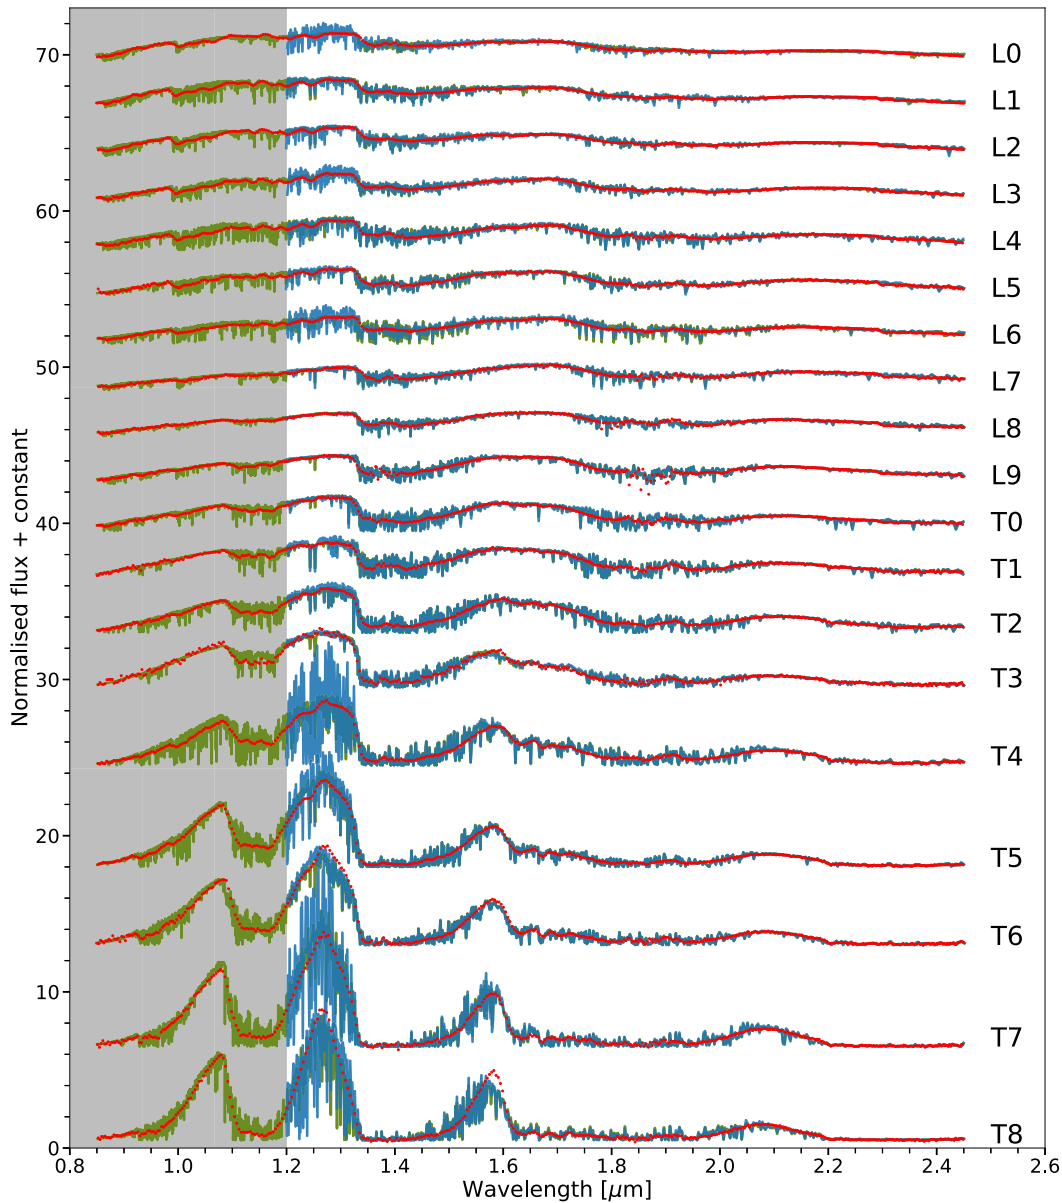 70
60
50
40
30
20
10
0
Normalised flux + constant
L0
L1
L2
L3
L4
L5
L6
L7
L8
L9
T0
T1
T2
T3
T4
T5
T6
T7
T8
0.8 1.0 1.2 1.4 1.6 1.8 2.0 2.2 2.4 2.6
Wavelength [μm]